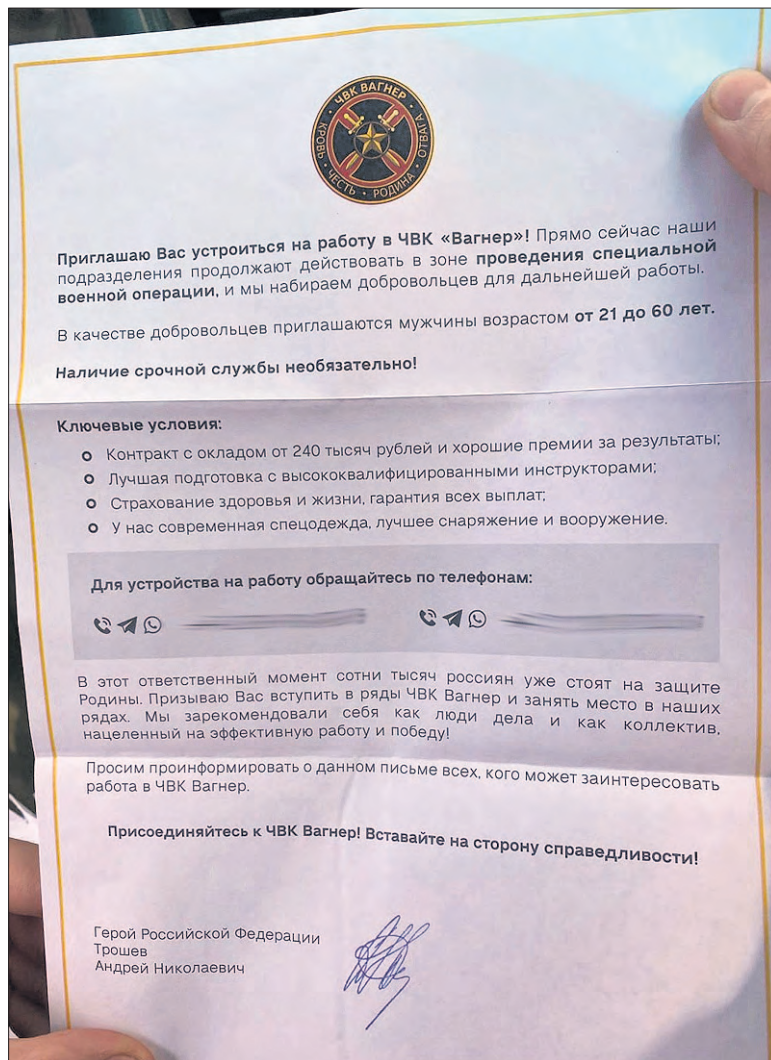 ЧВК ВАГНЕР
КРОВЬ • ЧЕСТЬ • РОДИНА • ОТВАГА
Приглашаю Вас устроиться на работу в ЧВК «Вагнер»! Прямо сейчас наши
подразделения продолжают действовать в зоне проведения специальной
военной операции, и мы набираем добровольцев для дальнейшей работы.
В качестве добровольцев приглашаются мужчины возрастом от 21 до 60 лет.
Наличие срочной службы необязательно!
Ключевые условия:
Контракт с окладом от 240 тысяч рублей и хорошие премии за результаты;
Лучшая подготовка с высококвалифицированными инструкторами;
Страхование здоровья и жизни, гарантия всех выплат;
У нас современная спецодежда, лучшее снаряжение и вооружение.
Для устройства на работу обращайтесь по телефонам:
В этот ответственный момент сотни тысяч россиян уже стоят на защите
Родины. Призываю Вас вступить в ряды ЧВК Вагнер и занять место в наших
рядах. Мы зарекомендовали себя как люди дела и как коллектив,
нацеленный на эффективную работу и победу!
Просим проинформировать о данном письме всех, кого может заинтересовать
работа в ЧВК Вагнер.
Присоединяйтесь к ЧВК Вагнер! Вставайте на сторону справедливости!
Герой Российской Федерации
Трошев
Андрей Николаевич